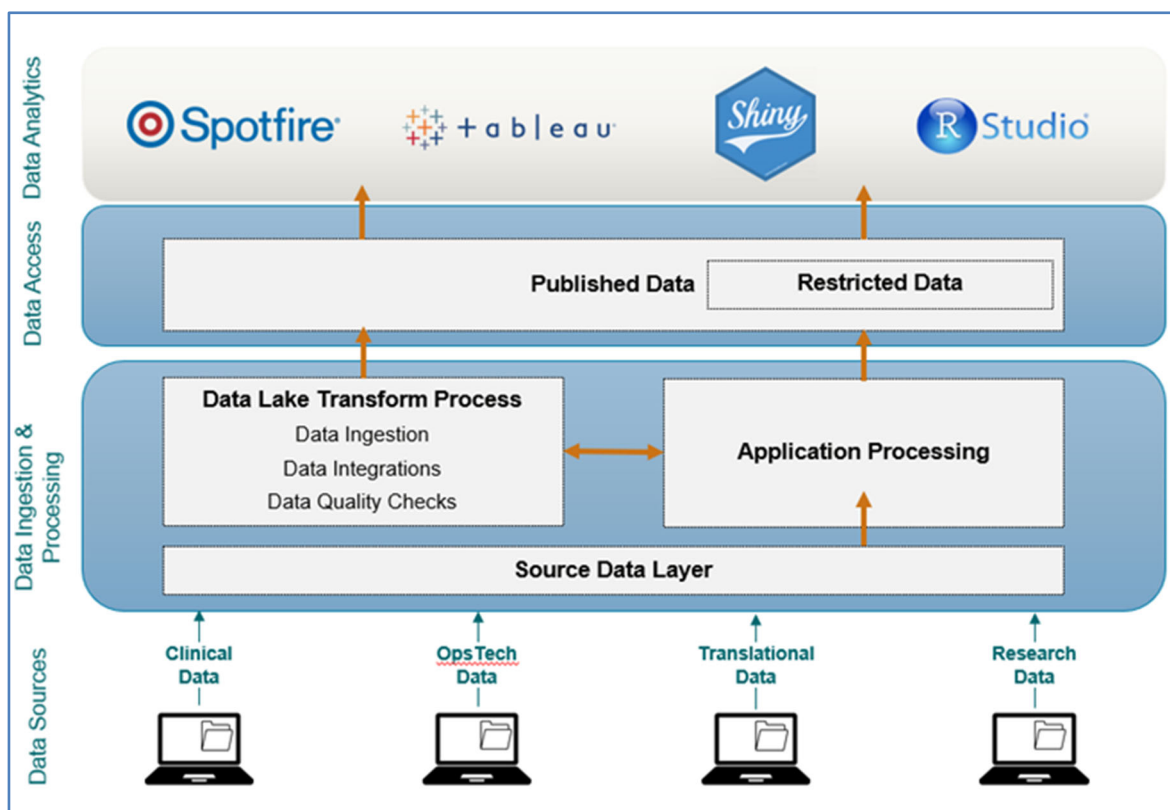 Data Analytics
Spotfire®
+ a b l e a u®
Shiny
R Studio®
Data Access
Published Data
Restricted Data
Data Ingestion &
Processing
Data Lake Transform Process
Data Ingestion
Data Integrations
Data Quality Checks
Application Processing
Source Data Layer
Data Sources
Clinical
Data
OpsTech
Data
Translational
Data
Research
Data